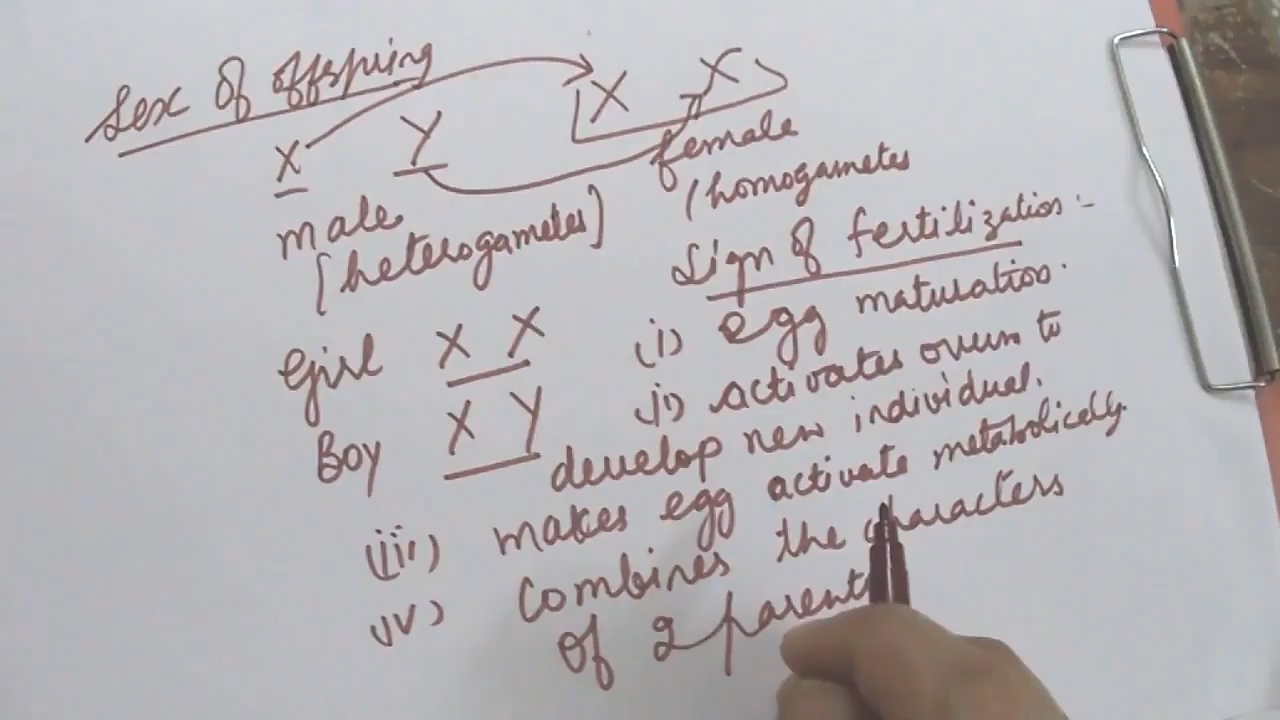 Sex of offspring
X Y X X
male female
(heterogametes) (homogametes
Sign of fertilization:-
Girl X X
Boy X Y
(i) egg maturation.
ii) activates ovum to
develop new individual.
(iii) makes egg activate metabolically.
iv) combines the characters
of 2 parent